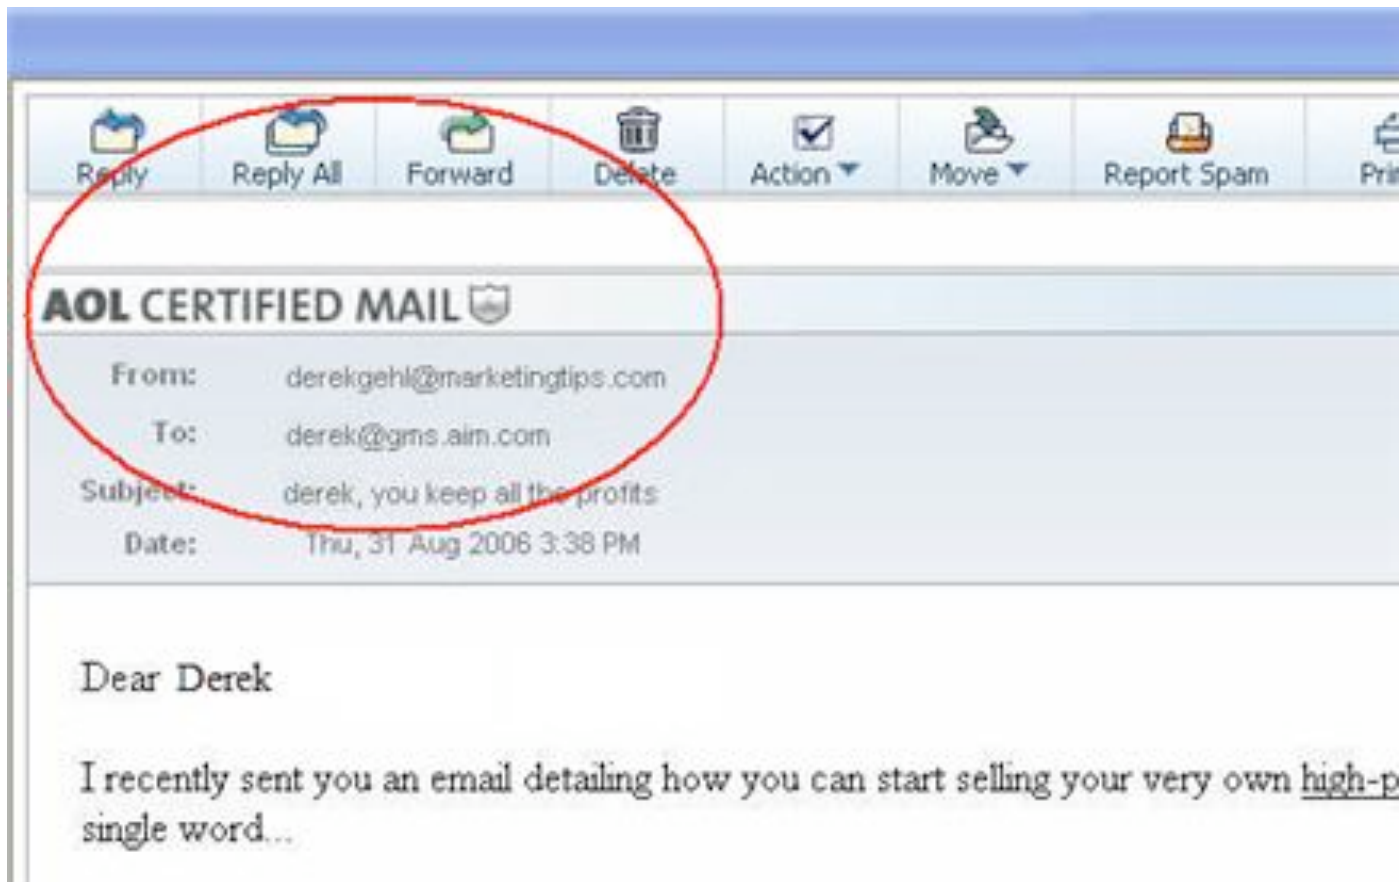 Reply Reply All Forward Delete Action Move Report Spam
AOL CERTIFIED MAIL
From: derekgehl@marketingtips.com
To: derek@gms.aim.com
Subject: derek, you keep all the profits
Date: Thu, 31 Aug 2006 3:38 PM
Dear Derek
I recently sent you an email detailing how you can start selling your very own
single word...